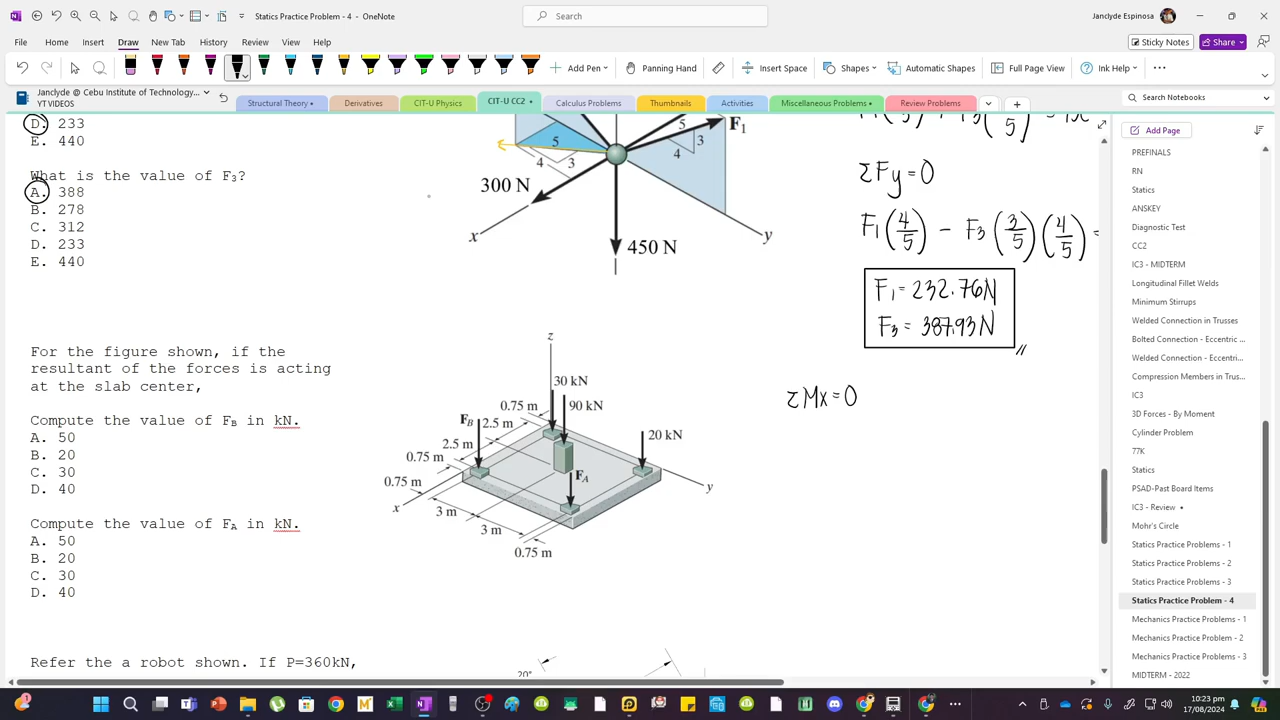 Statics Practice Problem - 4 - OneNote
Search
Janclyde Espinosa
File Home Insert Draw New Tab History Review View Help
Sticky Notes
Share
Add Pen
Panning Hand
Insert Space
Shapes
Automatic Shapes
Full Page View
Ink Help
Janclyde @ Cebu Institute of Technology...
YT VIDEOS
Structural Theory
Derivatives
CIT-U Physics
CIT-U CC2
Calculus Problems
Thumbnails
Activities
Miscellaneous Problems
Review Problems
Search Notebooks
Add Page
D. 233
E. 440
What is the value of F₃?
A. 388
B. 278
C. 312
D. 233
E. 440
5
4
3
5
3
4
F₁
300 N
x
y
450 N
ΣFy=0
F₁(4/5) - F₃(3/5)(4/5) =
F₁= 232.76N
F₃ = 387.93N
For the figure shown, if the
resultant of the forces is acting
at the slab center,
Compute the value of FB in kN.
A. 50
B. 20
C. 30
D. 40
Compute the value of FA in kN.
A. 50
B. 20
C. 30
D. 40
z
30 kN
0.75 m
90 kN
FB
2.5 m
20 kN
2.5 m
0.75 m
FA
0.75 m
y
x
3 m
3 m
0.75 m
ΣMx=0
Refer the a robot shown. If P=360kN,
20°
PREFINALS
RN
Statics
ANSKEY
Diagnostic Test
CC2
IC3 - MIDTERM
Longitudinal Fillet Welds
Minimum Stirrups
Welded Connection in Trusses
Bolted Connection - Eccentric ...
Welded Connection - Eccentri...
Compression Members in Trus...
IC3
3D Forces - By Moment
Cylinder Problem
77K
Statics
PSAD-Past Board Items
IC3 - Review
Mohr's Circle
Statics Practice Problems - 1
Statics Practice Problems - 2
Statics Practice Problems - 3
Statics Practice Problem - 4
Mechanics Practice Problems - 1
Mechanics Practice Problem - 2
Mechanics Practice Problem - 3
MIDTERM - 2022
10:23 pm
17/08/2024